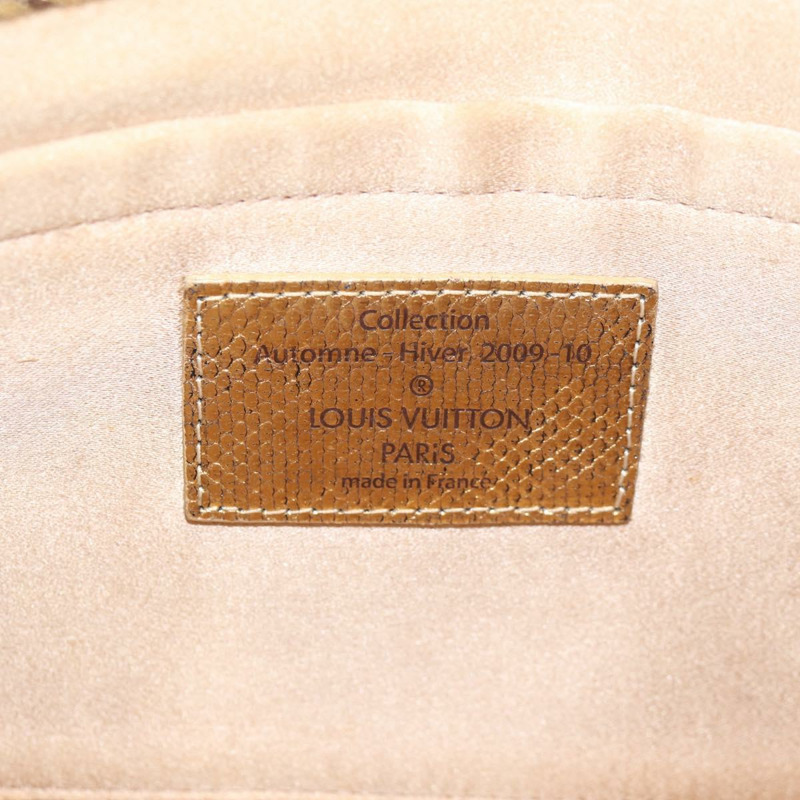 Collection
Automne - Hiver 2009 - 10
®
LOUIS VUITTON
PARIS
made in France